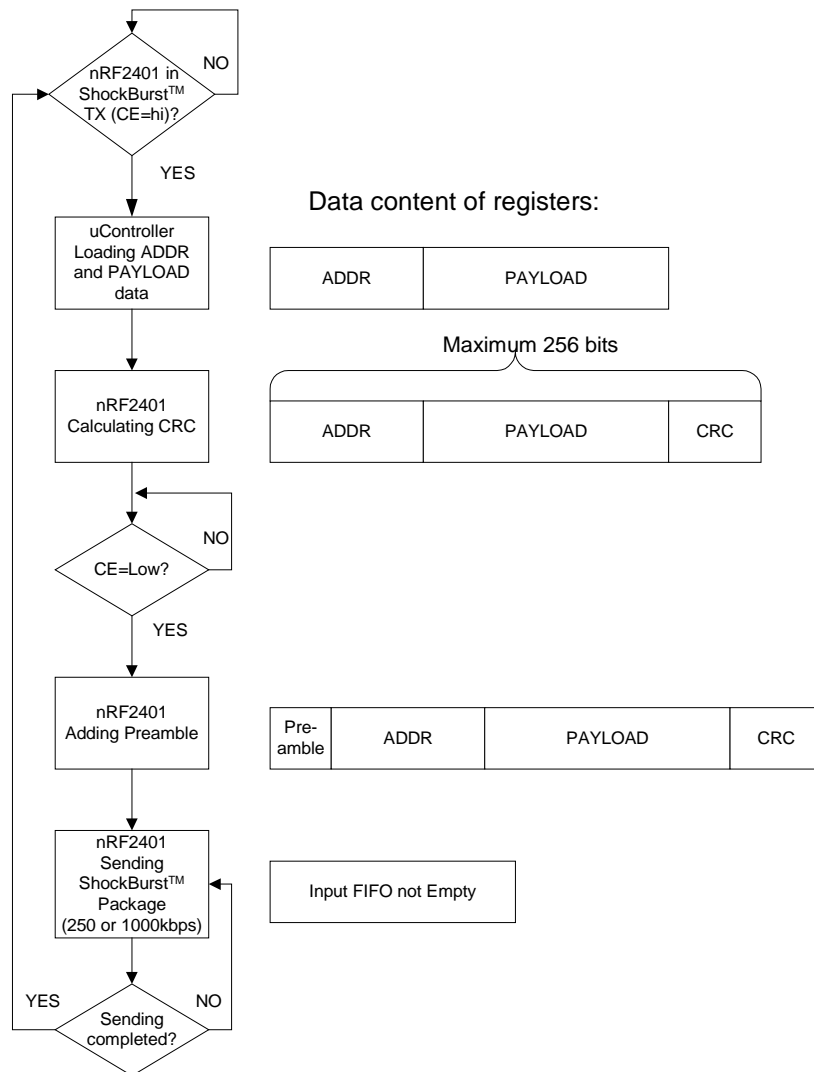 NO
nRF2401 in
ShockBurst™
TX (CE=hi)?
YES
Data content of registers:
uController
Loading ADDR
and PAYLOAD
data
ADDR
PAYLOAD
Maximum 256 bits
nRF2401
Calculating CRC
ADDR
PAYLOAD
CRC
NO
CE=Low?
YES
nRF2401
Adding Preamble
Pre-
amble
ADDR
PAYLOAD
CRC
nRF2401
Sending
ShockBurst™
Package
(250 or 1000kbps)
Input FIFO not Empty
YES
NO
Sending
completed?